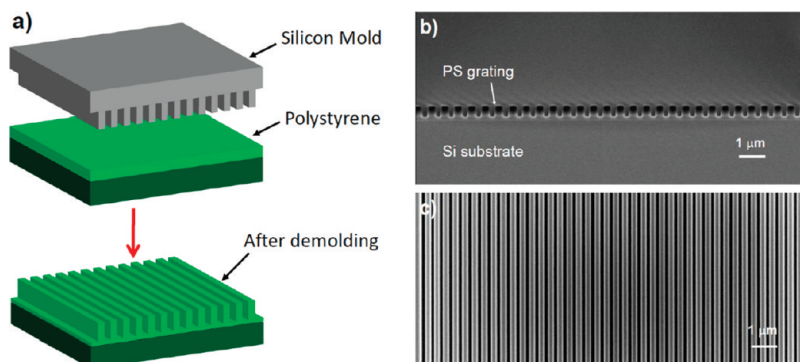 a)
Silicon Mold
Polystyrene
After demolding
b)
PS grating
Si substrate
1 μm
c)
1 μm